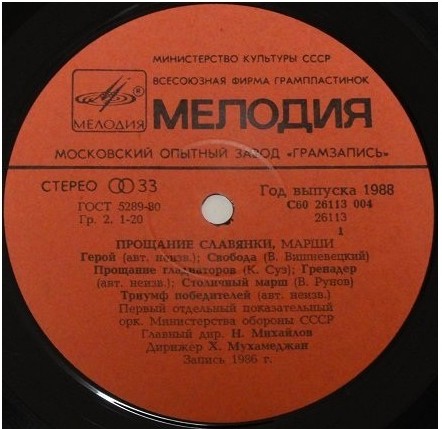 МИНИСТЕРСТВО КУЛЬТУРЫ СССР
ВСЕСОЮЗНАЯ ФИРМА ГРАМПЛАСТИНОК
® МЕЛОДИЯ
МЕЛОДИЯ
МОСКОВСКИЙ ОПЫТНЫЙ ЗАВОД «ГРАМЗАПИСЬ»
СТЕРЕО 33
Год выпуска 1988
ГОСТ 5289-80
С60 26113 004
Гр. 2. 1-20
26113
1
ПРОЩАНИЕ СЛАВЯНКИ, МАРШИ
Герой (авт. неизв.); Свобода (В. Вишневецкий)
Прощание гладиаторов (К. Суз); Гренадер
(авт. неизв.); Столичный марш (В. Рунов)
Триумф победителей (авт. неизв.)
Первый отдельный показательный
орк. Министерства обороны СССР
Главный дир. Н. Михайлов
Дирижер Х. Мухамеджан
Запись 1986 г.